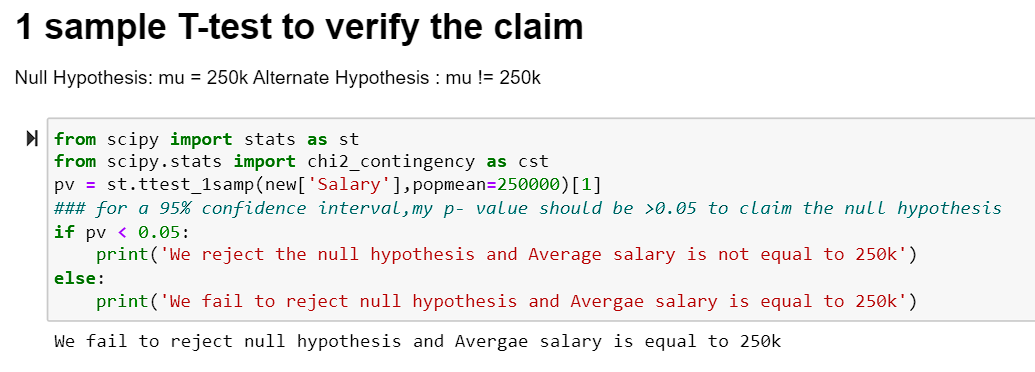 1 sample T-test to verify the claim
Null Hypothesis: mu = 250k Alternate Hypothesis : mu != 250k
from scipy import stats as st
from scipy.stats import chi2_contingency as cst
pv = st.ttest_1samp(new['Salary'],popmean=250000)[1]
### for a 95% confidence interval,my p- value should be >0.05 to claim the null hypothesis
if pv < 0.05:
    print('We reject the null hypothesis and Average salary is not equal to 250k')
else:
    print('We fail to reject null hypothesis and Avergae salary is equal to 250k')
We fail to reject null hypothesis and Avergae salary is equal to 250k